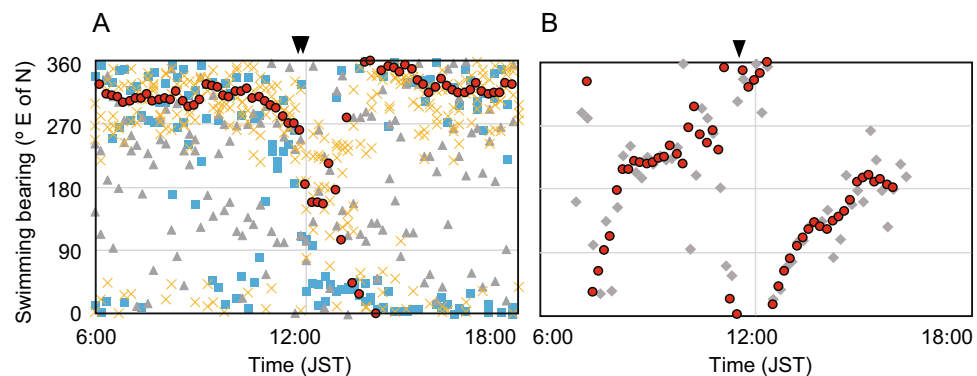 A
B
Swimming bearing (° E of N)
360
270
180
90
0
6:00 12:00 18:00
6:00 12:00 18:00
Time (JST)
Time (JST)